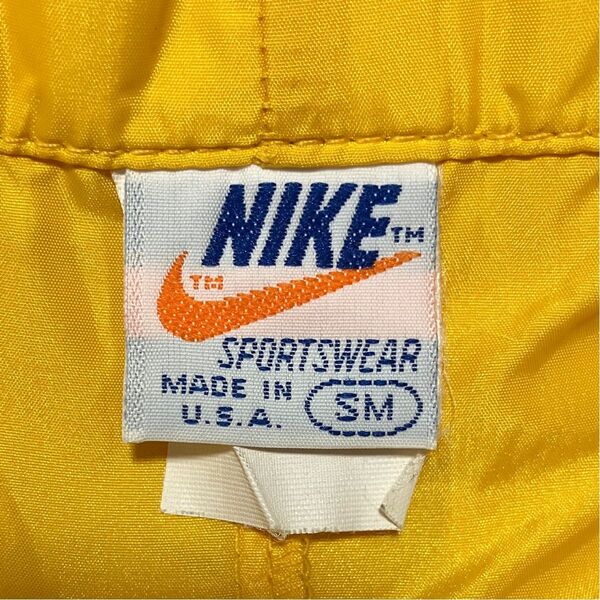 NIKE™
™
SPORTSWEAR
MADE IN
U.S.A. SM